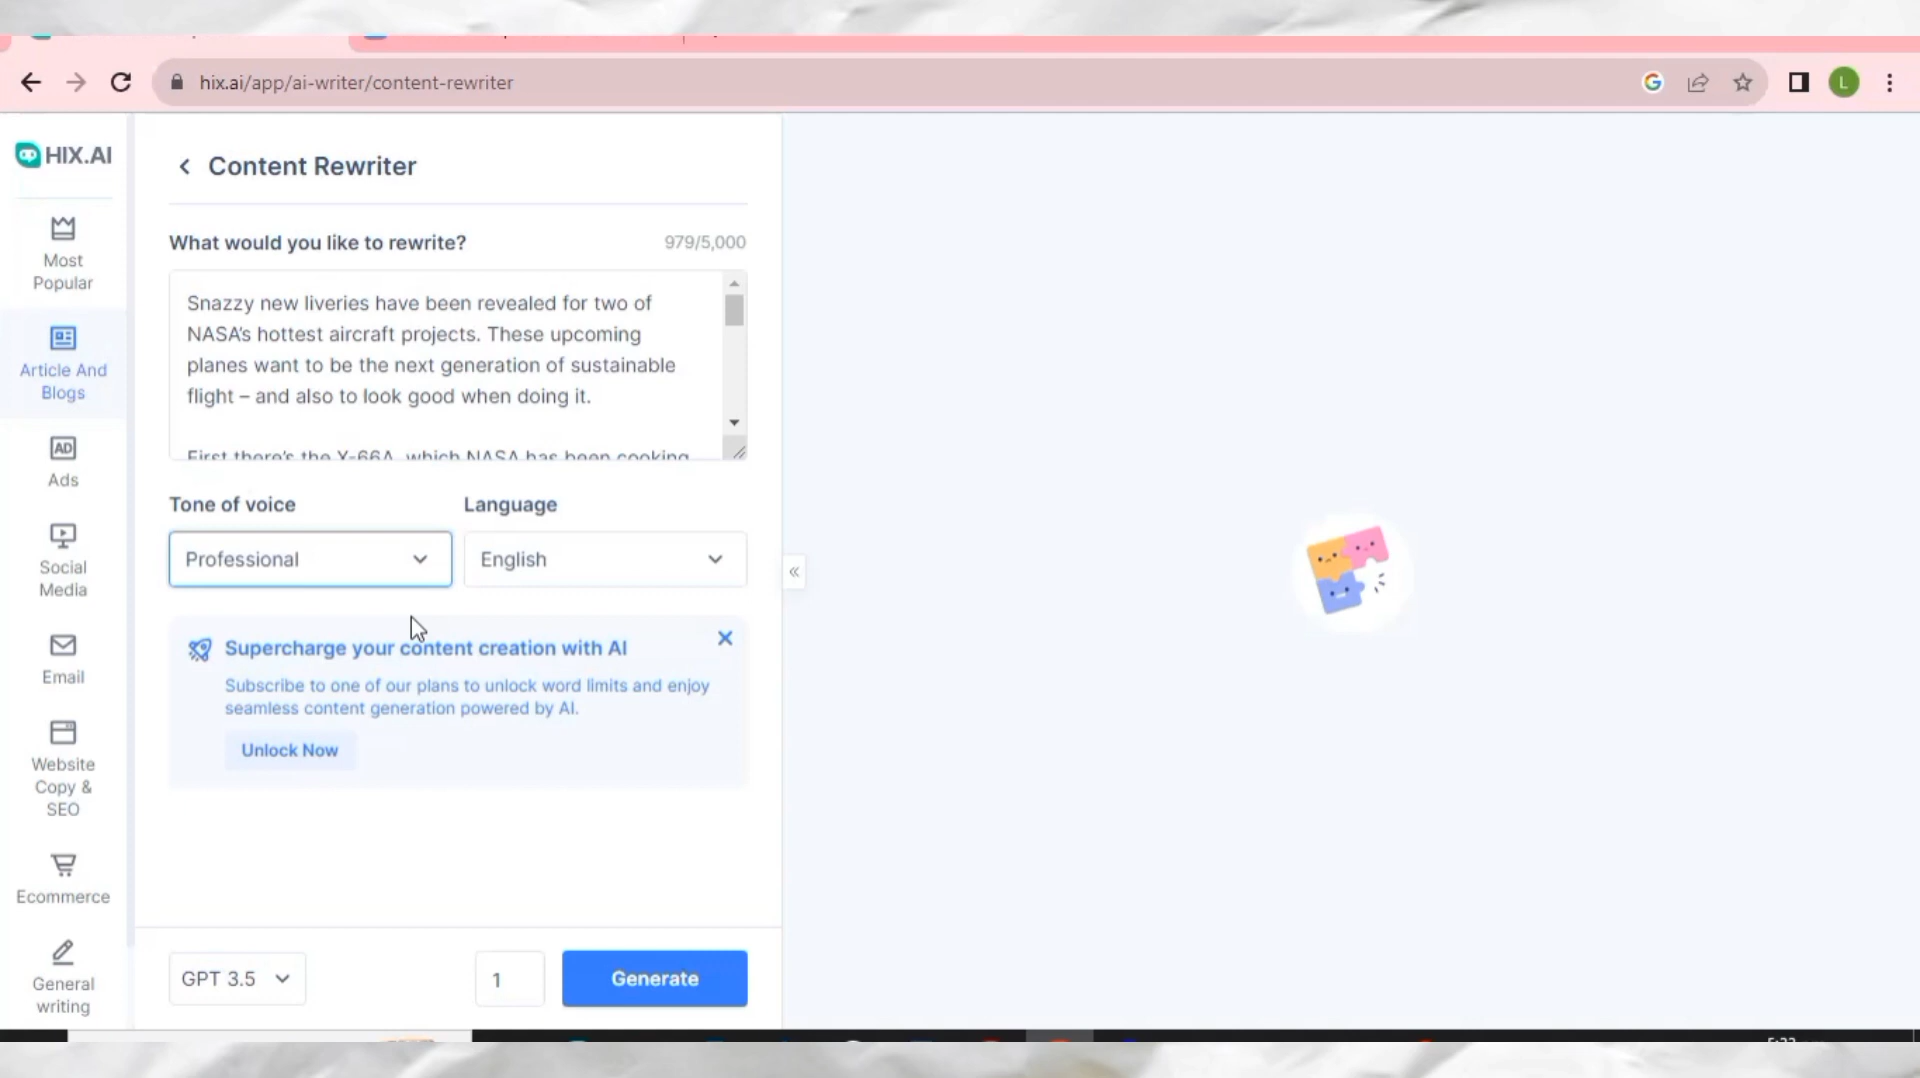 hix.ai/app/ai-writer/content-rewriter
L
HIX.AI
Most
Popular
Article And
Blogs
AD
Ads
Social
Media
Email
Website
Copy &
SEO
Ecommerce
General
writing
Content Rewriter
What would you like to rewrite?
979/5,000
Snazzy new liveries have been revealed for two of
NASA's hottest aircraft projects. These upcoming
planes want to be the next generation of sustainable
flight – and also to look good when doing it.
First there's the X-66A, which NASA has been cooking
Tone of voice
Language
Professional
English
Supercharge your content creation with AI
Subscribe to one of our plans to unlock word limits and enjoy
seamless content generation powered by AI.
Unlock Now
GPT 3.5
1
Generate